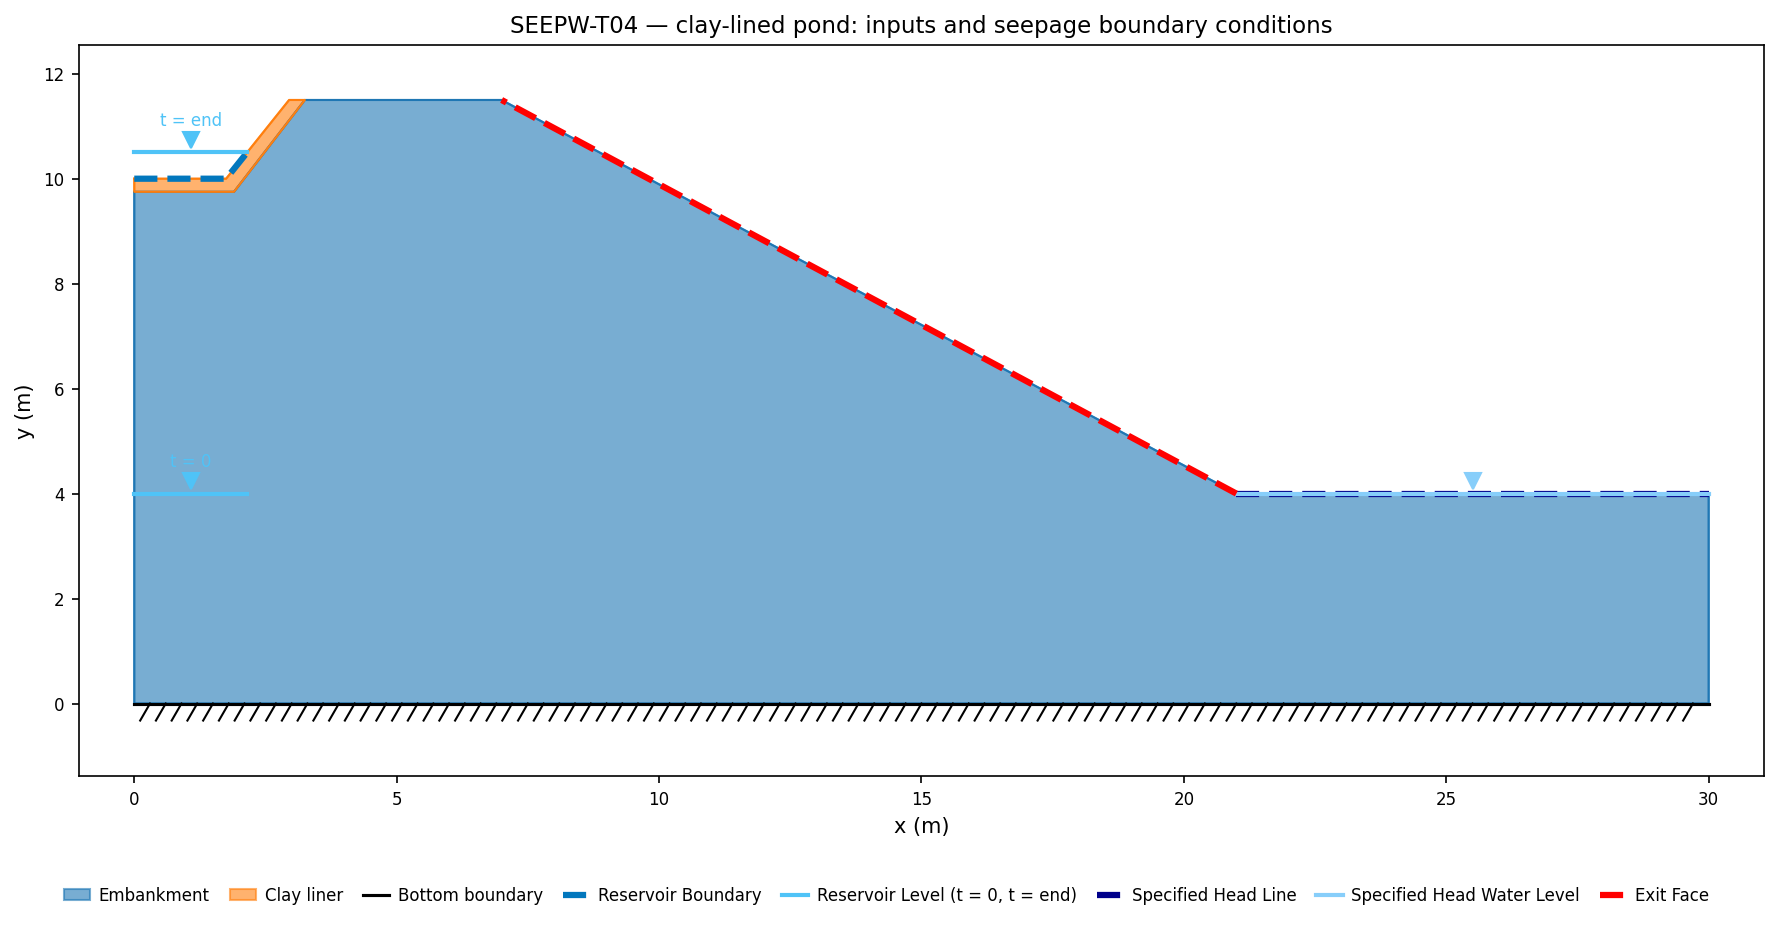 SEEPW-T04 — clay-lined pond: inputs and seepage boundary conditions
12
10
8
6
4
2
0
y (m)
t = end
t = 0
0 5 10 15 20 25 30
x (m)
Embankment Clay liner Bottom boundary Reservoir Boundary Reservoir Level (t = 0, t = end) Specified Head Line Specified Head Water Level Exit Face